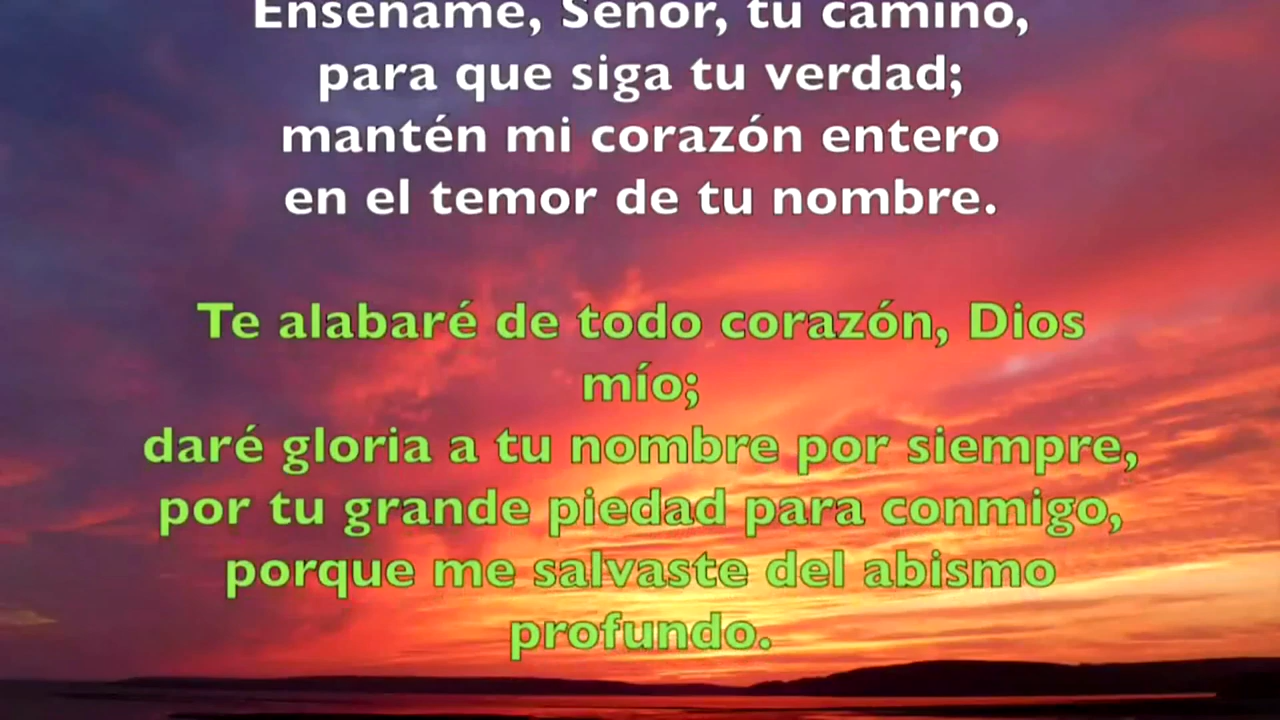 Enséñame, Señor, tu camino,
para que siga tu verdad;
mantén mi corazón entero
en el temor de tu nombre.
Te alabaré de todo corazón, Dios
mío;
daré gloria a tu nombre por siempre,
por tu grande piedad para conmigo,
porque me salvaste del abismo
profundo.